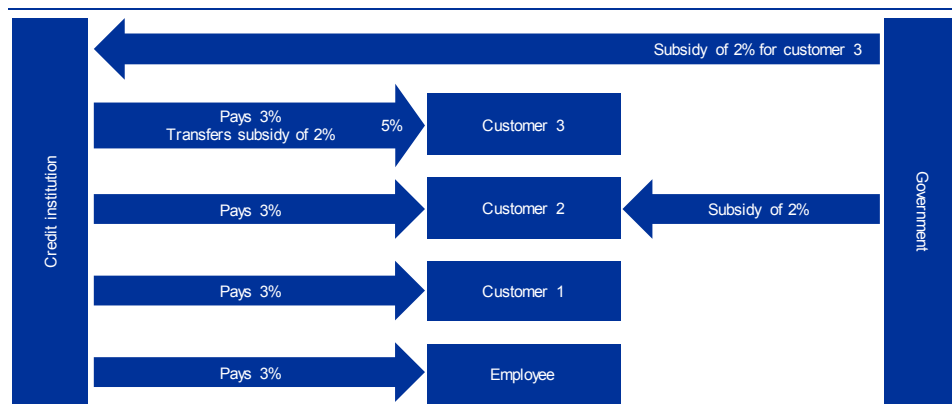 Credit institution
Subsidy of 2% for customer 3
Pays 3%
Transfers subsidy of 2%
5%
Customer 3
Pays 3%
Customer 2
Subsidy of 2%
Pays 3%
Customer 1
Pays 3%
Employee
Government